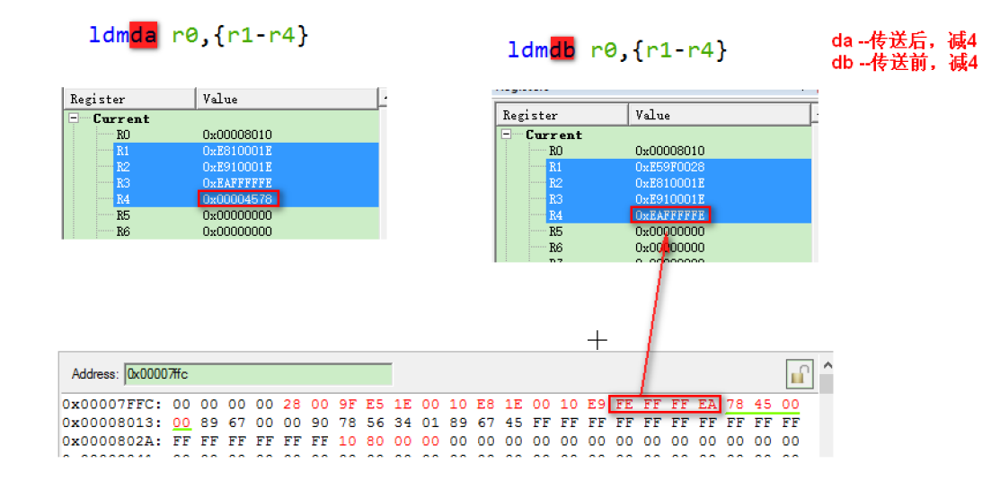 ldmda r0,{r1-r4}
ldmdb r0,{r1-r4}
da --传送后，减4
db --传送前，减4
Register Value
Current
R0 0x00008010
R1 0xE810001E
R2 0xE910001E
R3 0xEAFFFFFE
R4 0x00004578
R5 0x00000000
R6 0x00000000
Register Value
Current
R0 0x00008010
R1 0xE59F0028
R2 0xE810001E
R3 0xE910001E
R4 0xEAFFFFFE
R5 0x00000000
R6 0x00000000
Address: 0x00007ffc
0x00007FFC: 00 00 00 00 28 00 9F E5 1E 00 10 E8 1E 00 10 E9 FE FF FF EA 78 45 00
0x00008013: 00 89 67 00 00 90 78 56 34 01 89 67 45 FF FF FF FF FF FF FF FF FF FF
0x0000802A: FF FF FF FF FF FF 10 80 00 00 00 00 00 00 00 00 00 00 00 00 00 00 00